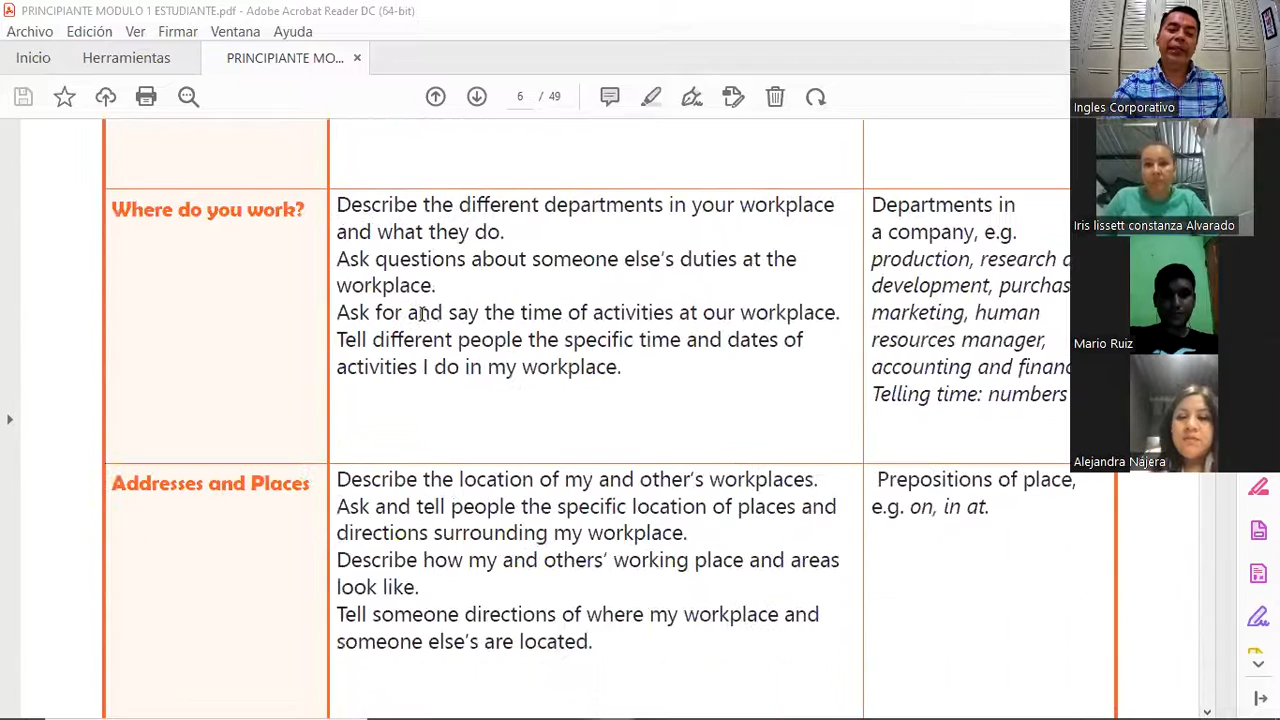 PRINCIPIANTE MODULO 1 ESTUDIANTE.pdf - Adobe Acrobat Reader DC (64-bit)
Archivo Edición Ver Firmar Ventana Ayuda
Inicio Herramientas PRINCIPIANTE MO... ×
6 / 49
Where do you work?
Describe the different departments in your workplace
and what they do.
Ask questions about someone else's duties at the
workplace.
Ask for and say the time of activities at our workplace.
Tell different people the specific time and dates of
activities I do in my workplace.
Departments in
a company, e.g.
production, research
development, purchas
marketing, human
resources manager,
accounting and financ
Telling time: numbers
Addresses and Places
Describe the location of my and other's workplaces.
Ask and tell people the specific location of places and
directions surrounding my workplace.
Describe how my and others' working place and areas
look like.
Tell someone directions of where my workplace and
someone else's are located.
Prepositions of place,
e.g. on, in at.
Ingles Corporativo
Iris lissett constanza Alvarado
Mario Ruiz
Alejandra Nájera